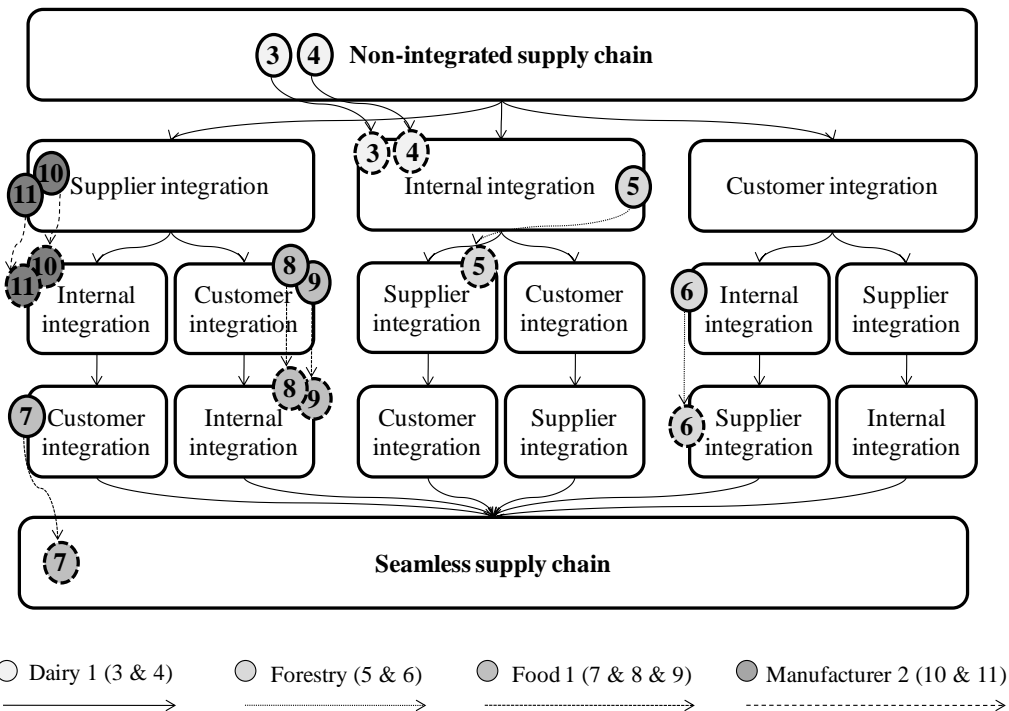 3 4 Non-integrated supply chain
3 4
10
11 Supplier integration
Internal integration 5
Customer integration
10
11 Internal
integration
Customer 8
integration 9
Supplier 5
integration
Customer
integration
6 Internal
integration
Supplier
integration
7 Customer
integration
Internal 8
integration 9
Customer
integration
Supplier
integration
6 Supplier
integration
Internal
integration
7 Seamless supply chain
Dairy 1 (3 & 4)
Forestry (5 & 6)
Food 1 (7 & 8 & 9)
Manufacturer 2 (10 & 11)